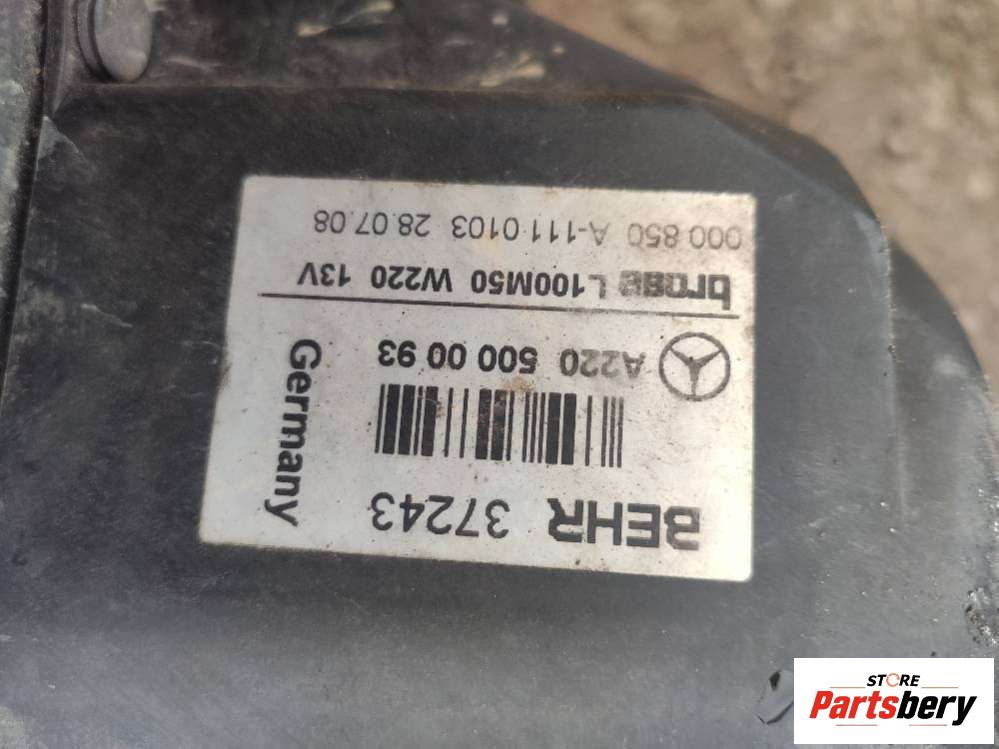 BEHR 37243
Germany
A220 500 00 93
brose L100M50 W220 13V
000 850 A-111 0103 28.07.08
STORE
Partsbery